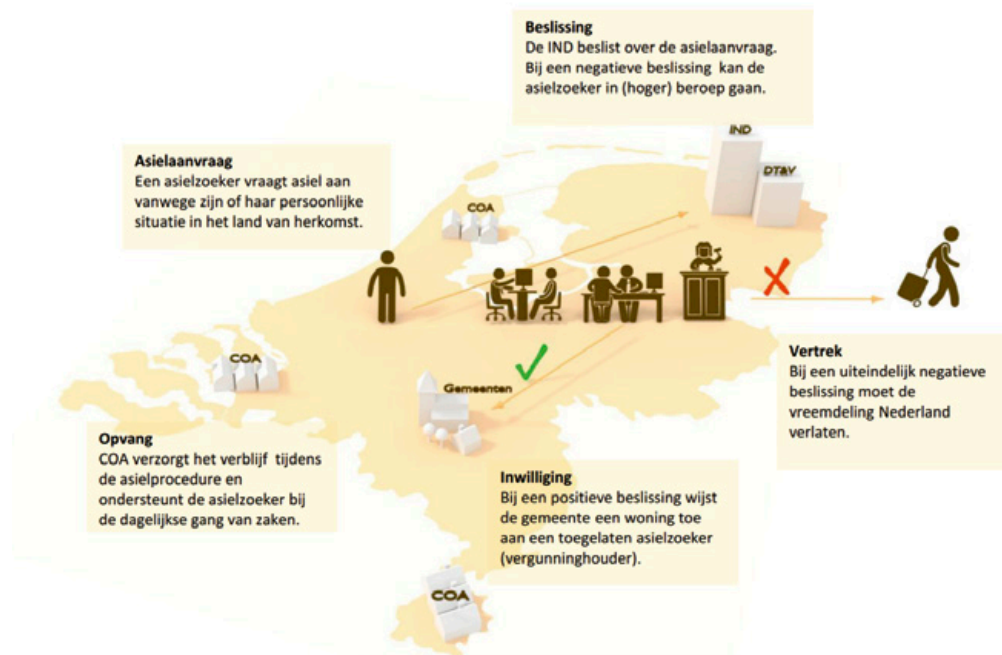 Beslissing
De IND beslist over de asielaanvraag.
Bij een negatieve beslissing kan de
asielzoeker in (hoger) beroep gaan.
IND
DT&V
Asielaanvraag
Een asielzoeker vraagt asiel aan
vanwege zijn of haar persoonlijke
situatie in het land van herkomst.
COA
COA
Gemeenten
Vertrek
Bij een uiteindelijk negatieve
beslissing moet de
vreemdeling Nederland
verlaten.
Opvang
COA verzorgt het verblijf tijdens
de asielprocedure en
ondersteunt de asielzoeker bij
de dagelijkse gang van zaken.
Inwilliging
Bij een positieve beslissing wijst
de gemeente een woning toe
aan een toegelaten asielzoeker
(vergunninghouder).
COA